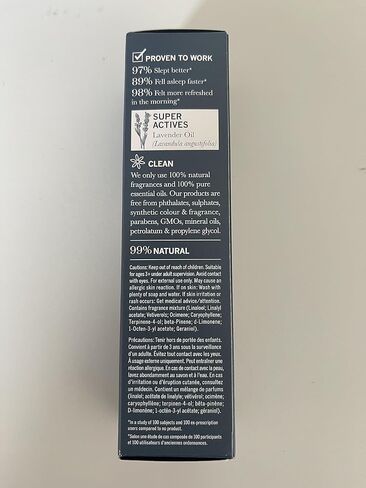 PROVEN TO WORK
97% Slept better*
89% Fell asleep faster*
98% Felt more refreshed
in the morning*
SUPER
ACTIVES
Lavender Oil
(Lavandula angustifolia)
CLEAN
We only use 100% natural
fragrances and 100% pure
essential oils. Our products are
free from phthalates, sulphates,
synthetic colour & fragrance,
parabens, GMOs, mineral oils,
petrolatum & propylene glycol.
99% NATURAL
Cautions: Keep out of reach of children. Suitable
for ages 3+ under adult supervision. Avoid contact
with eyes. For external use only. May cause an
allergic skin reaction. If on skin: Wash with
plenty of soap and water. If skin irritation or
rash occurs: Get medical advice/attention.
Contains fragrance mixture (Linalool; Linalyl
acetate; Vetiverols; Ocimene; Caryophyllene;
Terpinene-4-ol; beta-Pinene; d-Limonene;
1-Octen-3-yl acetate; Geraniol).
Précautions: Tenir hors de portée des enfants.
Convient à partir de 3 ans sous la surveillance
d'un adulte. Évitez tout contact avec les yeux.
À usage externe uniquement. Peut entraîner une
réaction allergique. En cas de contact avec la peau,
lavez abondamment au savon et à l'eau. En cas
d'irritation ou d'éruption cutanée, consultez
un médecin. Contient un mélange de parfums
(linalol; acétate de linalyle; vétivérol; ocimène;
caryophyllène; terpinen-4-ol; bêta-pinène;
D-limonène; 1-octén-3-yl acétate; géraniol).
*In a study of 100 subjects and 100 ex-prescription
users compared to no product.
*Selon une étude de cas composée de 100 participants
et 100 utilisateurs d'anciennes ordonnances.